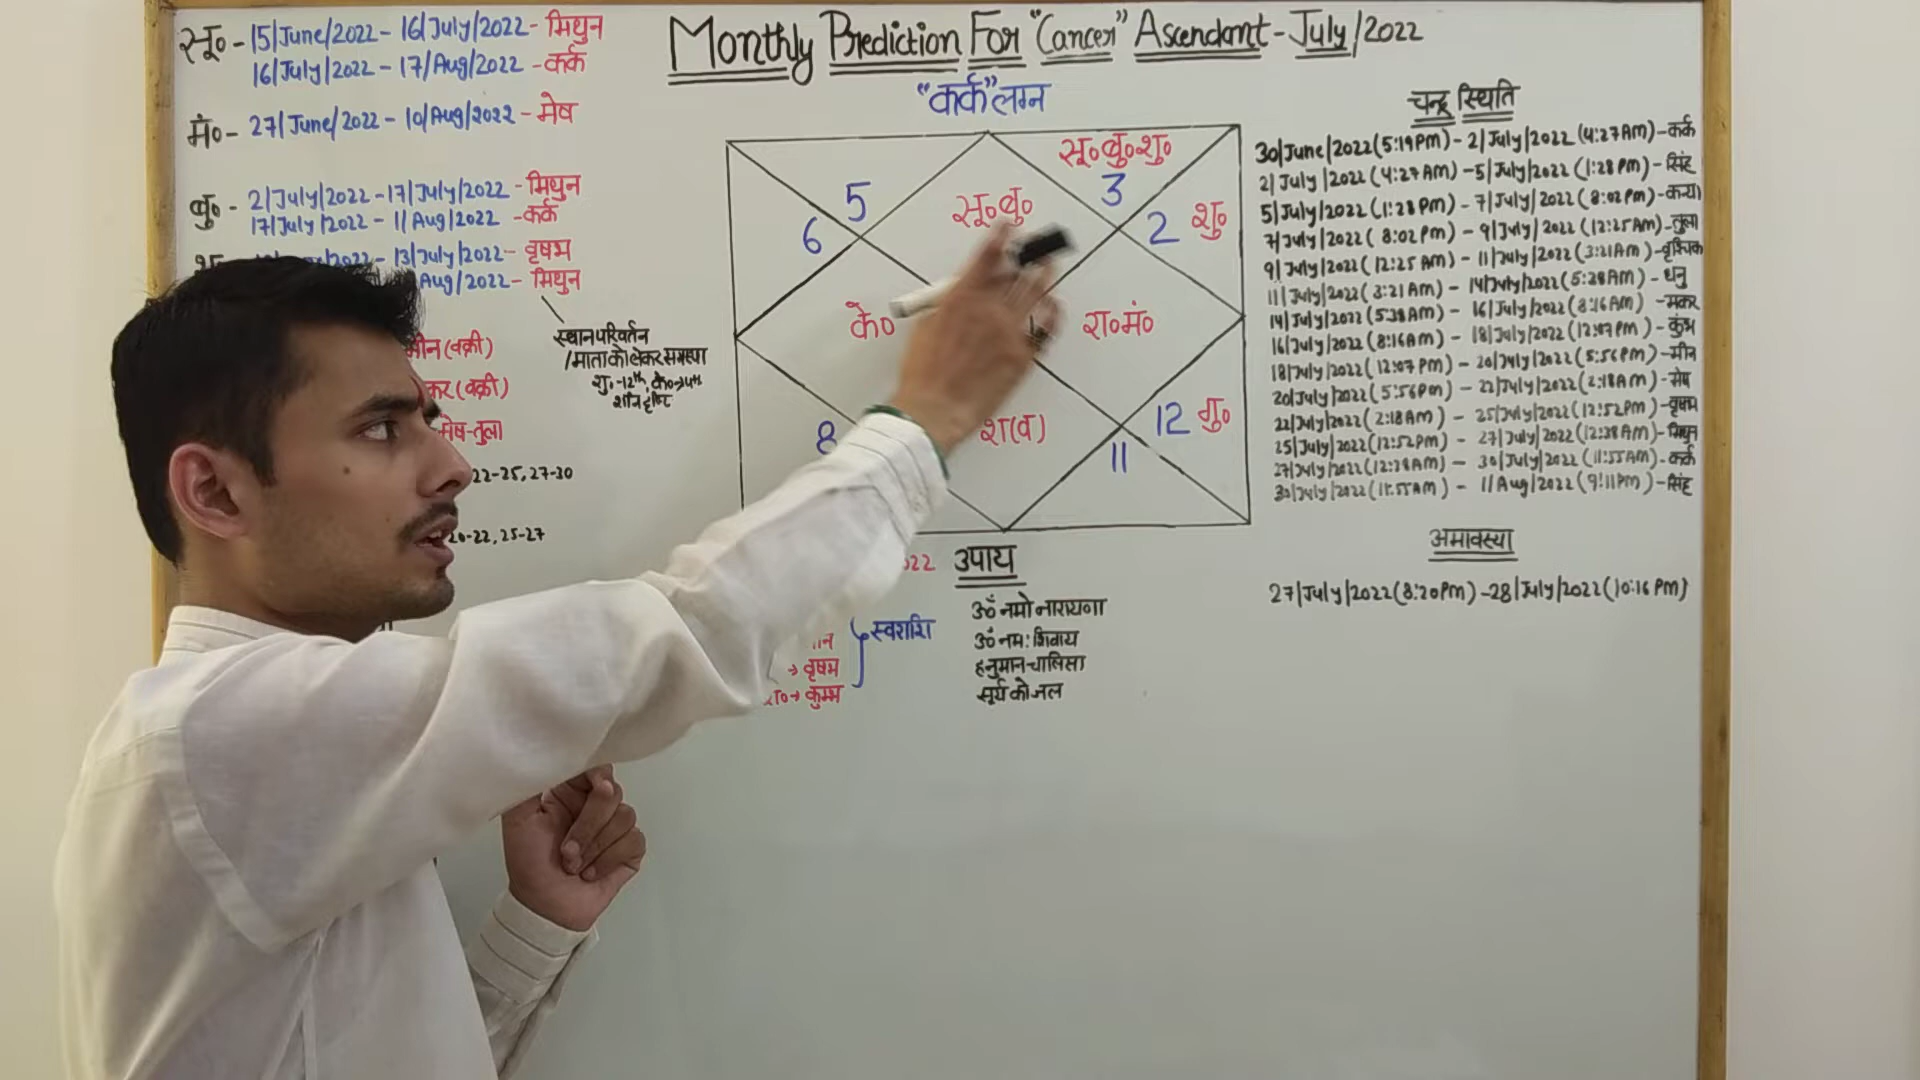 Monthly Prediction For "Cancer" Ascendant - July/2022
"कर्क" लग्न
सू० - 15/June/2022 - 16/July/2022 - मिथुन
16/July/2022 - 17/Aug/2022 - कर्क
मं० - 27/June/2022 - 10/Aug/2022 - मेष
बु० - 2/July/2022 - 17/July/2022 - मिथुन
17/July/2022 - 1/Aug/2022 - कर्क
/2022 - 13/July/2022 - वृषभ
Aug/2022 - मिथुन
स्थान परिवर्तन
/माता को लेकर समस्या
शु०-12th, के०→4th
शनि दृष्टि
मीन (वक्री)
कर (वक्री)
मेष-तुला
22-25, 27-30
20-22, 25-27
सू० बु० शु०
3
5
सू० बु०
2 शु०
6
के०
रा० मं०
8
श (व)
12 गु०
11
022
उपाय
ॐ नमो नारायणा
ॐ नमः शिवाय
हनुमान चालिसा
सूर्य को जल
→ वृषभ
→ कुम्भ
स्वराशि
चन्द्र स्थिति
30/June/2022 (5:19 PM) - 2/July/2022 (4:27 AM) - कर्क
2/July/2022 (4:27 AM) - 5/July/2022 (1:28 PM) - सिंह
5/July/2022 (1:28 PM) - 7/July/2022 (8:02 PM) - कन्या
7/July/2022 (8:02 PM) - 9/July/2022 (12:25 AM) - तुला
9/July/2022 (12:25 AM) - 11/July/2022 (3:21 AM) - वृश्चिक
11/July/2022 (3:21 AM) - 14/July/2022 (5:28 AM) - धनु
14/July/2022 (5:28 AM) - 16/July/2022 (8:16 AM) - मकर
16/July/2022 (8:16 AM) - 18/July/2022 (12:07 PM) - कुंभ
18/July/2022 (12:07 PM) - 20/July/2022 (5:56 PM) - मीन
20/July/2022 (5:56 PM) - 22/July/2022 (2:18 AM) - मेष
22/July/2022 (2:18 AM) - 25/July/2022 (12:52 PM) - वृषभ
25/July/2022 (12:52 PM) - 27/July/2022 (12:38 AM) - मिथुन
27/July/2022 (12:38 AM) - 30/July/2022 (11:55 AM) - कर्क
30/July/2022 (11:55 AM) - 1/Aug/2022 (9:11 PM) - सिंह
अमावस्या
27/July/2022 (8:20 PM) - 28/July/2022 (10:16 PM)